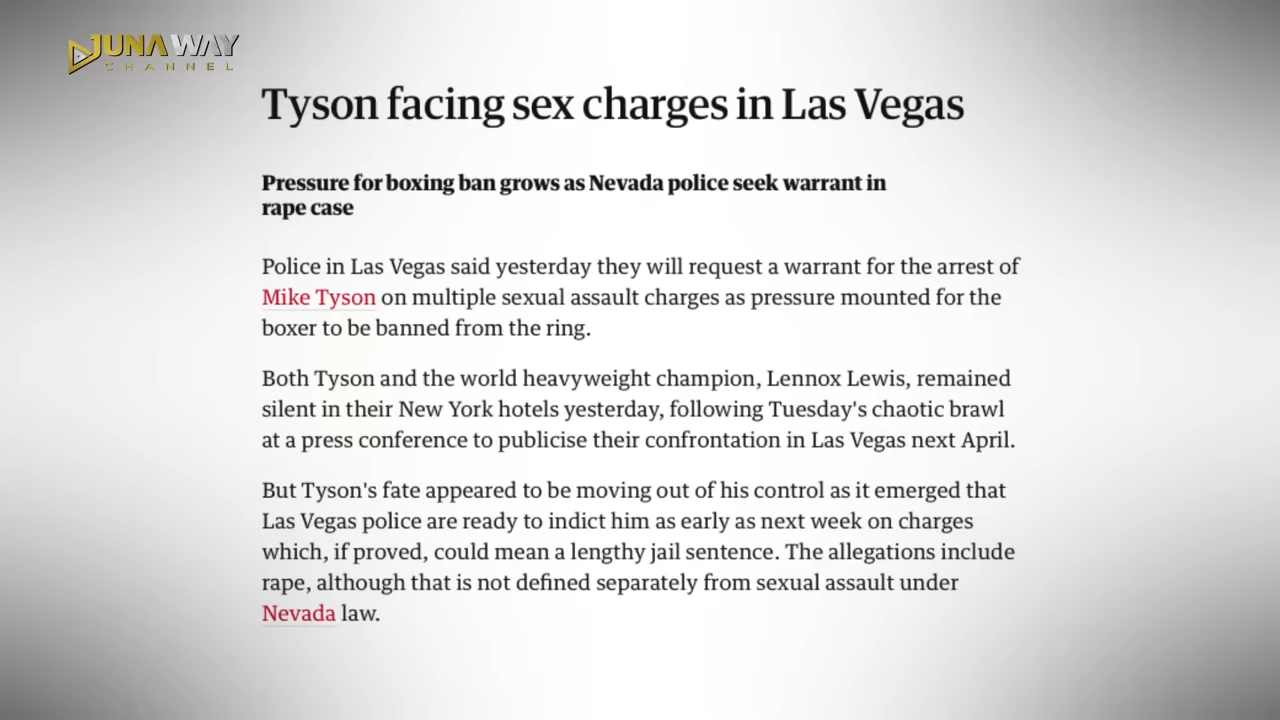 JUNAWAY
CHANNEL
Tyson facing sex charges in Las Vegas
Pressure for boxing ban grows as Nevada police seek warrant in
rape case
Police in Las Vegas said yesterday they will request a warrant for the arrest of
Mike Tyson on multiple sexual assault charges as pressure mounted for the
boxer to be banned from the ring.
Both Tyson and the world heavyweight champion, Lennox Lewis, remained
silent in their New York hotels yesterday, following Tuesday's chaotic brawl
at a press conference to publicise their confrontation in Las Vegas next April.
But Tyson's fate appeared to be moving out of his control as it emerged that
Las Vegas police are ready to indict him as early as next week on charges
which, if proved, could mean a lengthy jail sentence. The allegations include
rape, although that is not defined separately from sexual assault under
Nevada law.